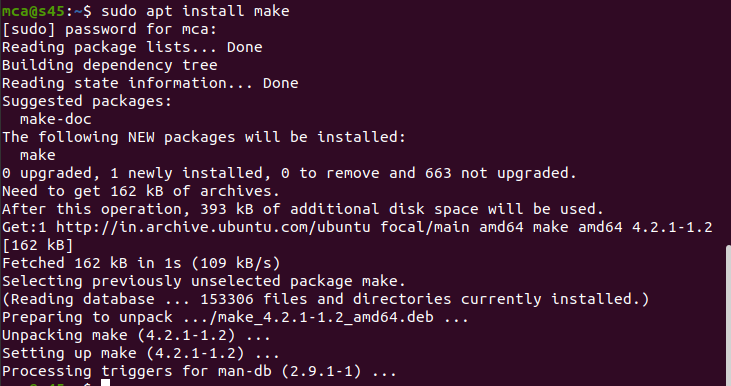 mca@s45:~$ sudo apt install make
[sudo] password for mca:
Reading package lists... Done
Building dependency tree
Reading state information... Done
Suggested packages:
  make-doc
The following NEW packages will be installed:
  make
0 upgraded, 1 newly installed, 0 to remove and 663 not upgraded.
Need to get 162 kB of archives.
After this operation, 393 kB of additional disk space will be used.
Get:1 http://in.archive.ubuntu.com/ubuntu focal/main amd64 make amd64 4.2.1-1.2
[162 kB]
Fetched 162 kB in 1s (109 kB/s)
Selecting previously unselected package make.
(Reading database ... 153306 files and directories currently installed.)
Preparing to unpack .../make_4.2.1-1.2_amd64.deb ...
Unpacking make (4.2.1-1.2) ...
Setting up make (4.2.1-1.2) ...
Processing triggers for man-db (2.9.1-1) ...
mca@s45:~$